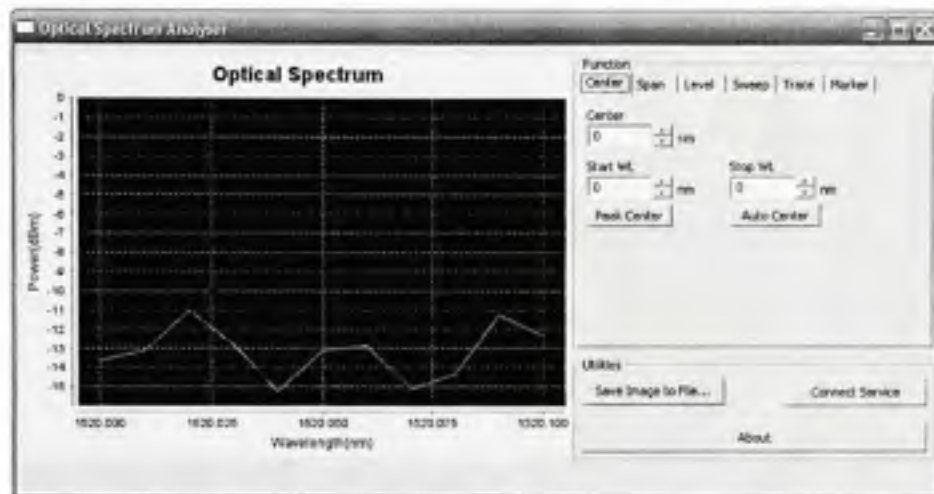 Optical Spectrum Analyser
Optical Spectrum
0
-1
-2
-3
-4
-5
-6
-7
-8
-9
-10
-11
-12
-13
-14
-15
Power(dBm)
1520.000 1520.025 1520.050 1520.075 1520.100
Wavelength(nm)
Function
Center Span Level Sweep Trace Marker
Center
0 nm
Start WL Stop WL
0 nm 0 nm
Peak Center Auto Center
Utilities
Save Image to File... Connect Service
About